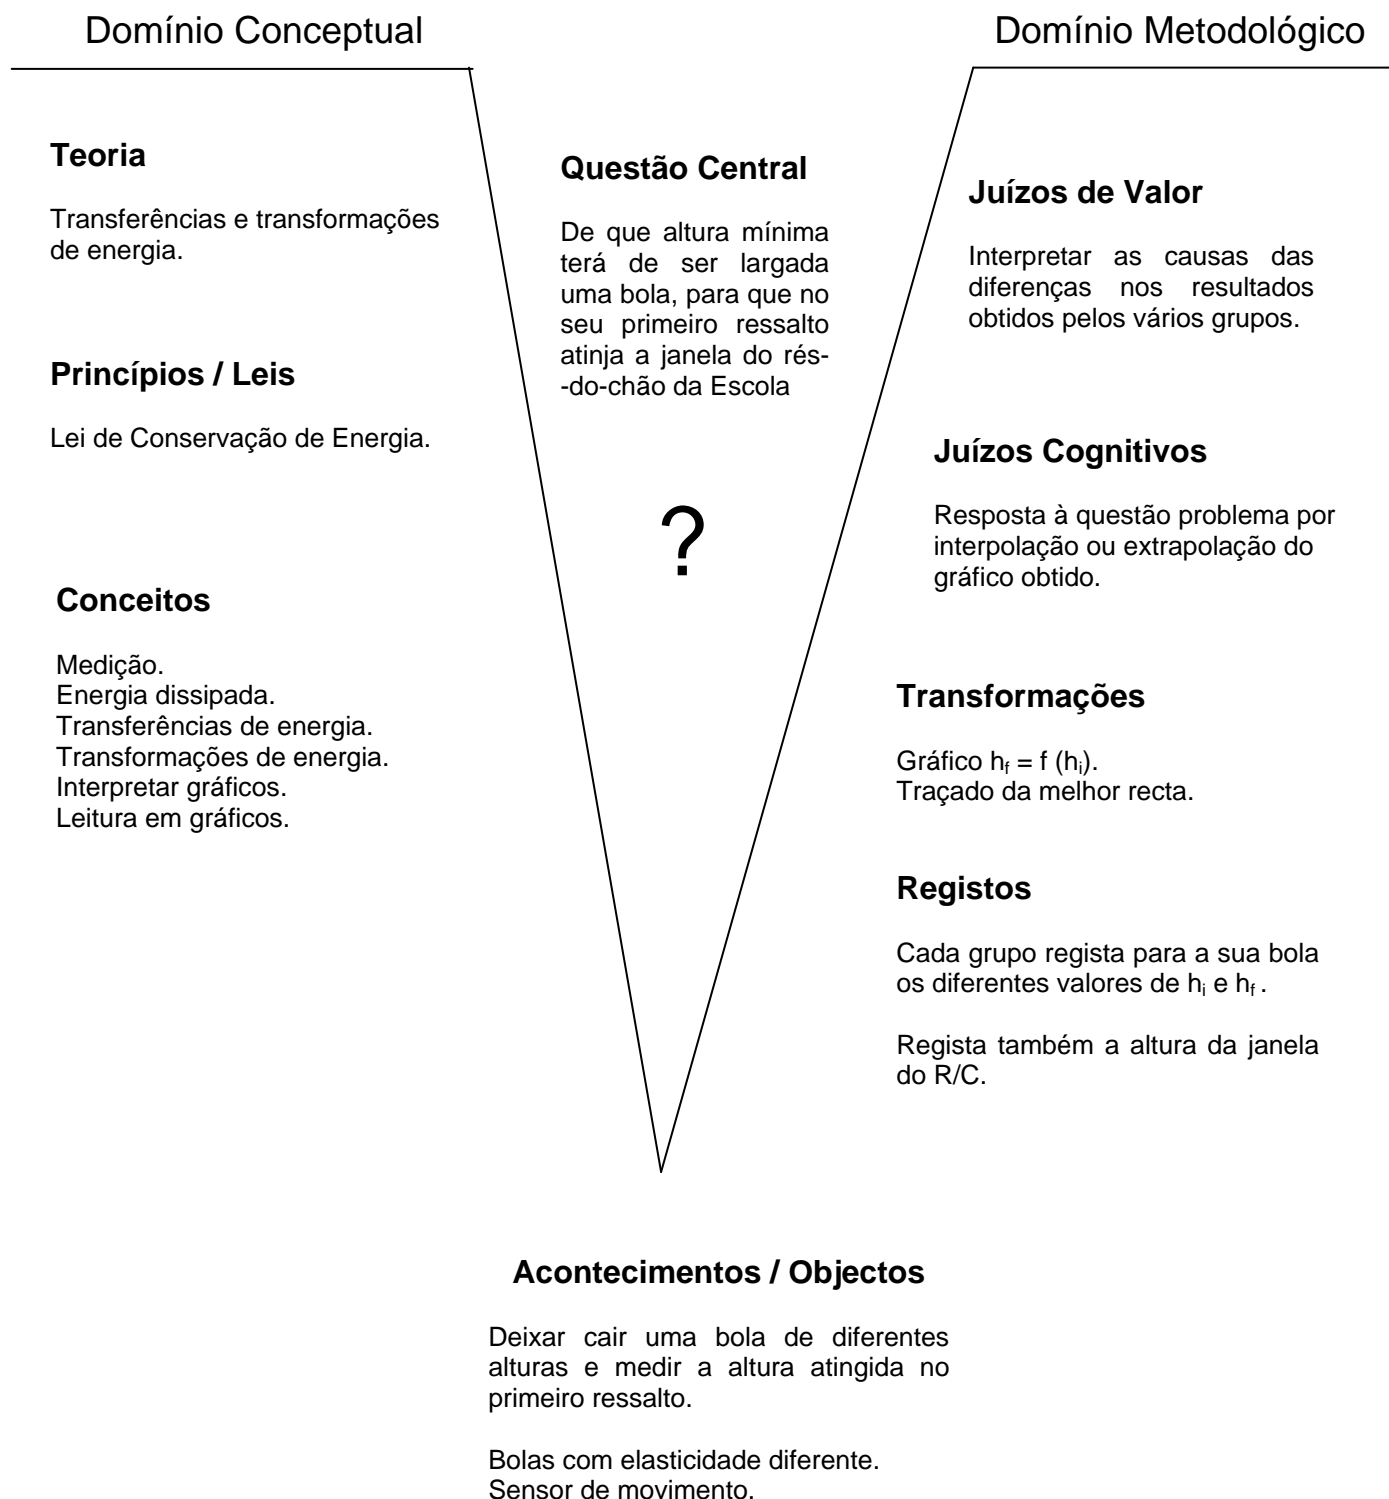 Domínio Conceptual
Domínio Metodológico
Teoria
Transferências e transformações
de energia.
Princípios / Leis
Lei de Conservação de Energia.
Conceitos
Medição.
Energia dissipada.
Transferências de energia.
Transformações de energia.
Interpretar gráficos.
Leitura em gráficos.
Questão Central
De que altura mínima
terá de ser largada
uma bola, para que no
seu primeiro ressalto
atinja a janela do rés-
-do-chão da Escola
?
Juízos de Valor
Interpretar as causas das
diferenças nos resultados
obtidos pelos vários grupos.
Juízos Cognitivos
Resposta à questão problema por
interpolação ou extrapolação do
gráfico obtido.
Transformações
Gráfico hf = f (hi).
Traçado da melhor recta.
Registos
Cada grupo regista para a sua bola
os diferentes valores de hi e hf .
Regista também a altura da janela
do R/C.
Acontecimentos / Objectos
Deixar cair uma bola de diferentes
alturas e medir a altura atingida no
primeiro ressalto.
Bolas com elasticidade diferente.
Sensor de movimento.